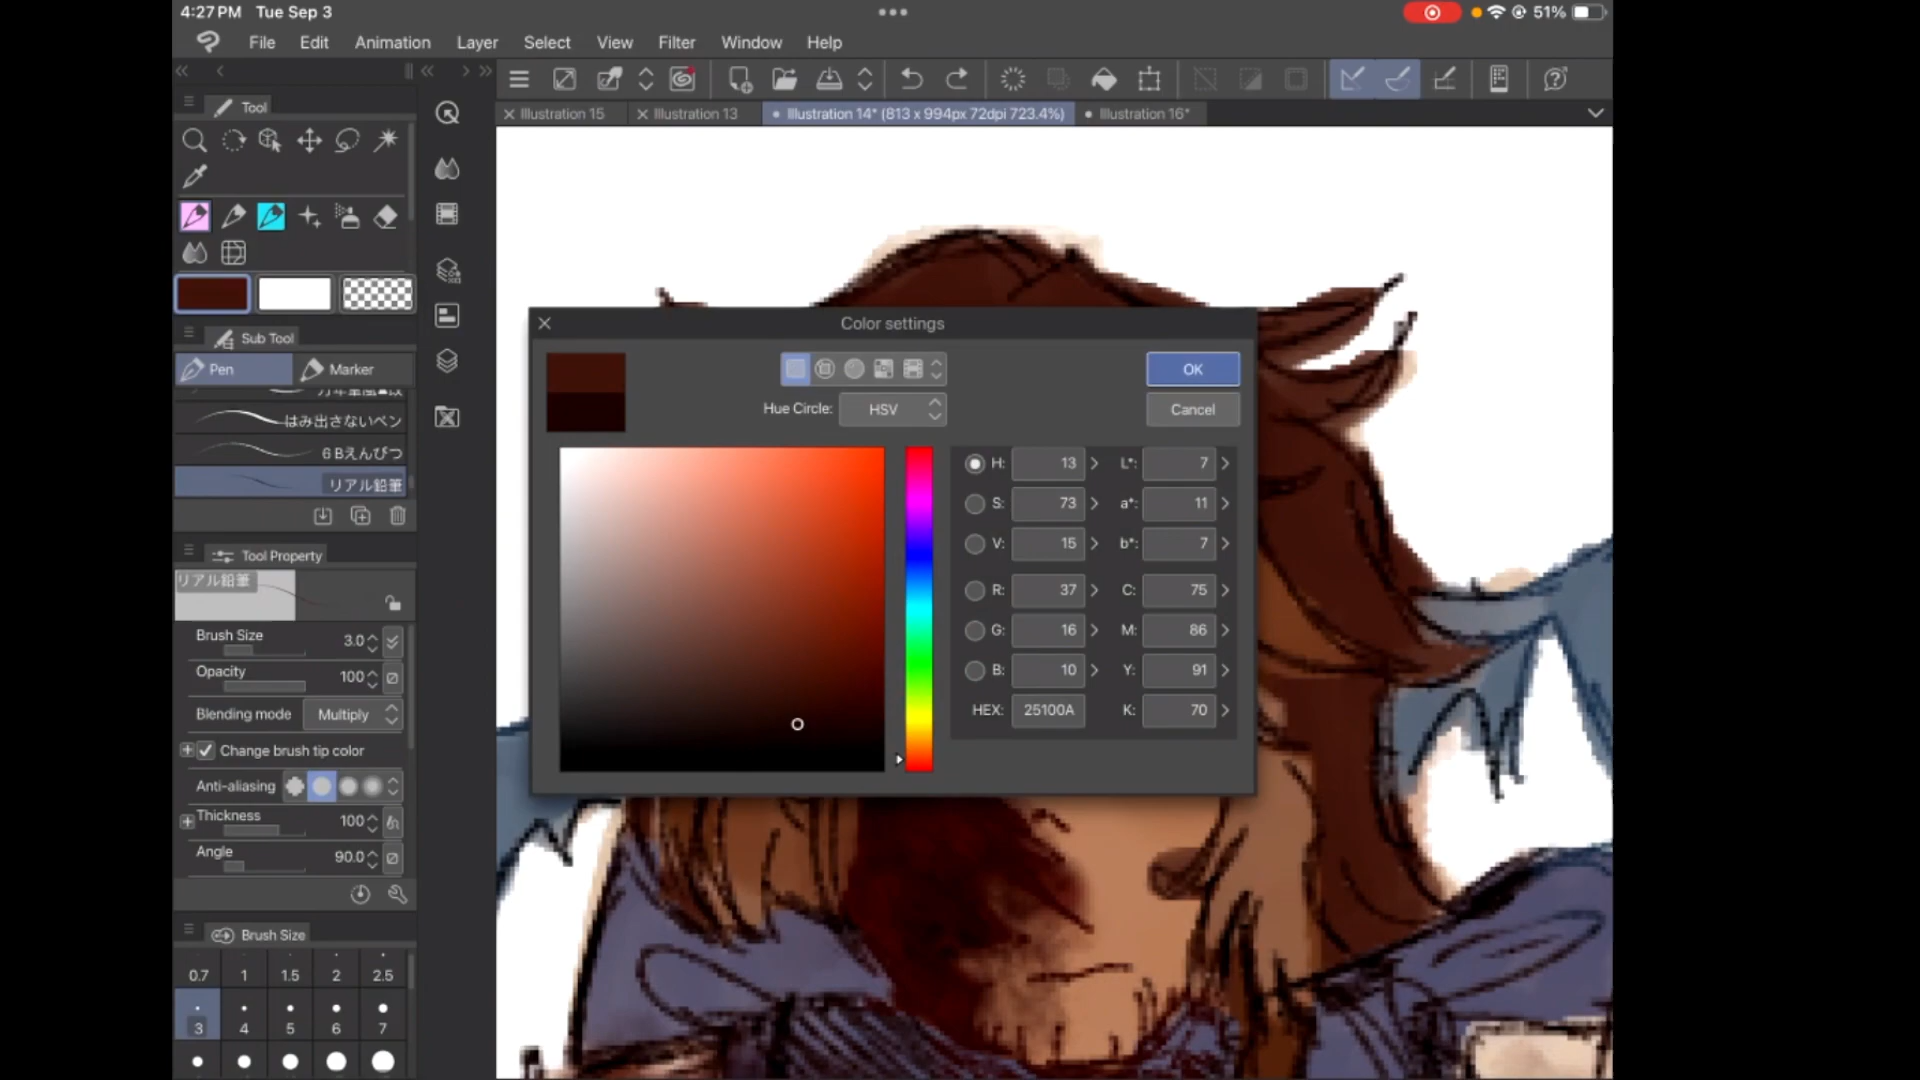 4:27 PM Tue Sep 3
51%
File Edit Animation Layer Select View Filter Window Help
Tool
Illustration 15
Illustration 13
Illustration 14* (813 x 994px 72dpi 723.4%)
Illustration 16*
Sub Tool
Pen
Marker
はみ出さないペン
6Bえんぴつ
リアル鉛筆
Tool Property
リアル鉛筆
Brush Size 3.0
Opacity 100
Blending mode Multiply
Change brush tip color
Anti-aliasing
Thickness 100
Angle 90.0
Brush Size
0.7 1 1.5 2 2.5
3 4 5 6 7
Color settings
OK
Hue Circle: HSV
Cancel
H: 13 L*: 7
S: 73 a*: 11
V: 15 b*: 7
R: 37 C: 75
G: 16 M: 86
B: 10 Y: 91
HEX: 25100A K: 70